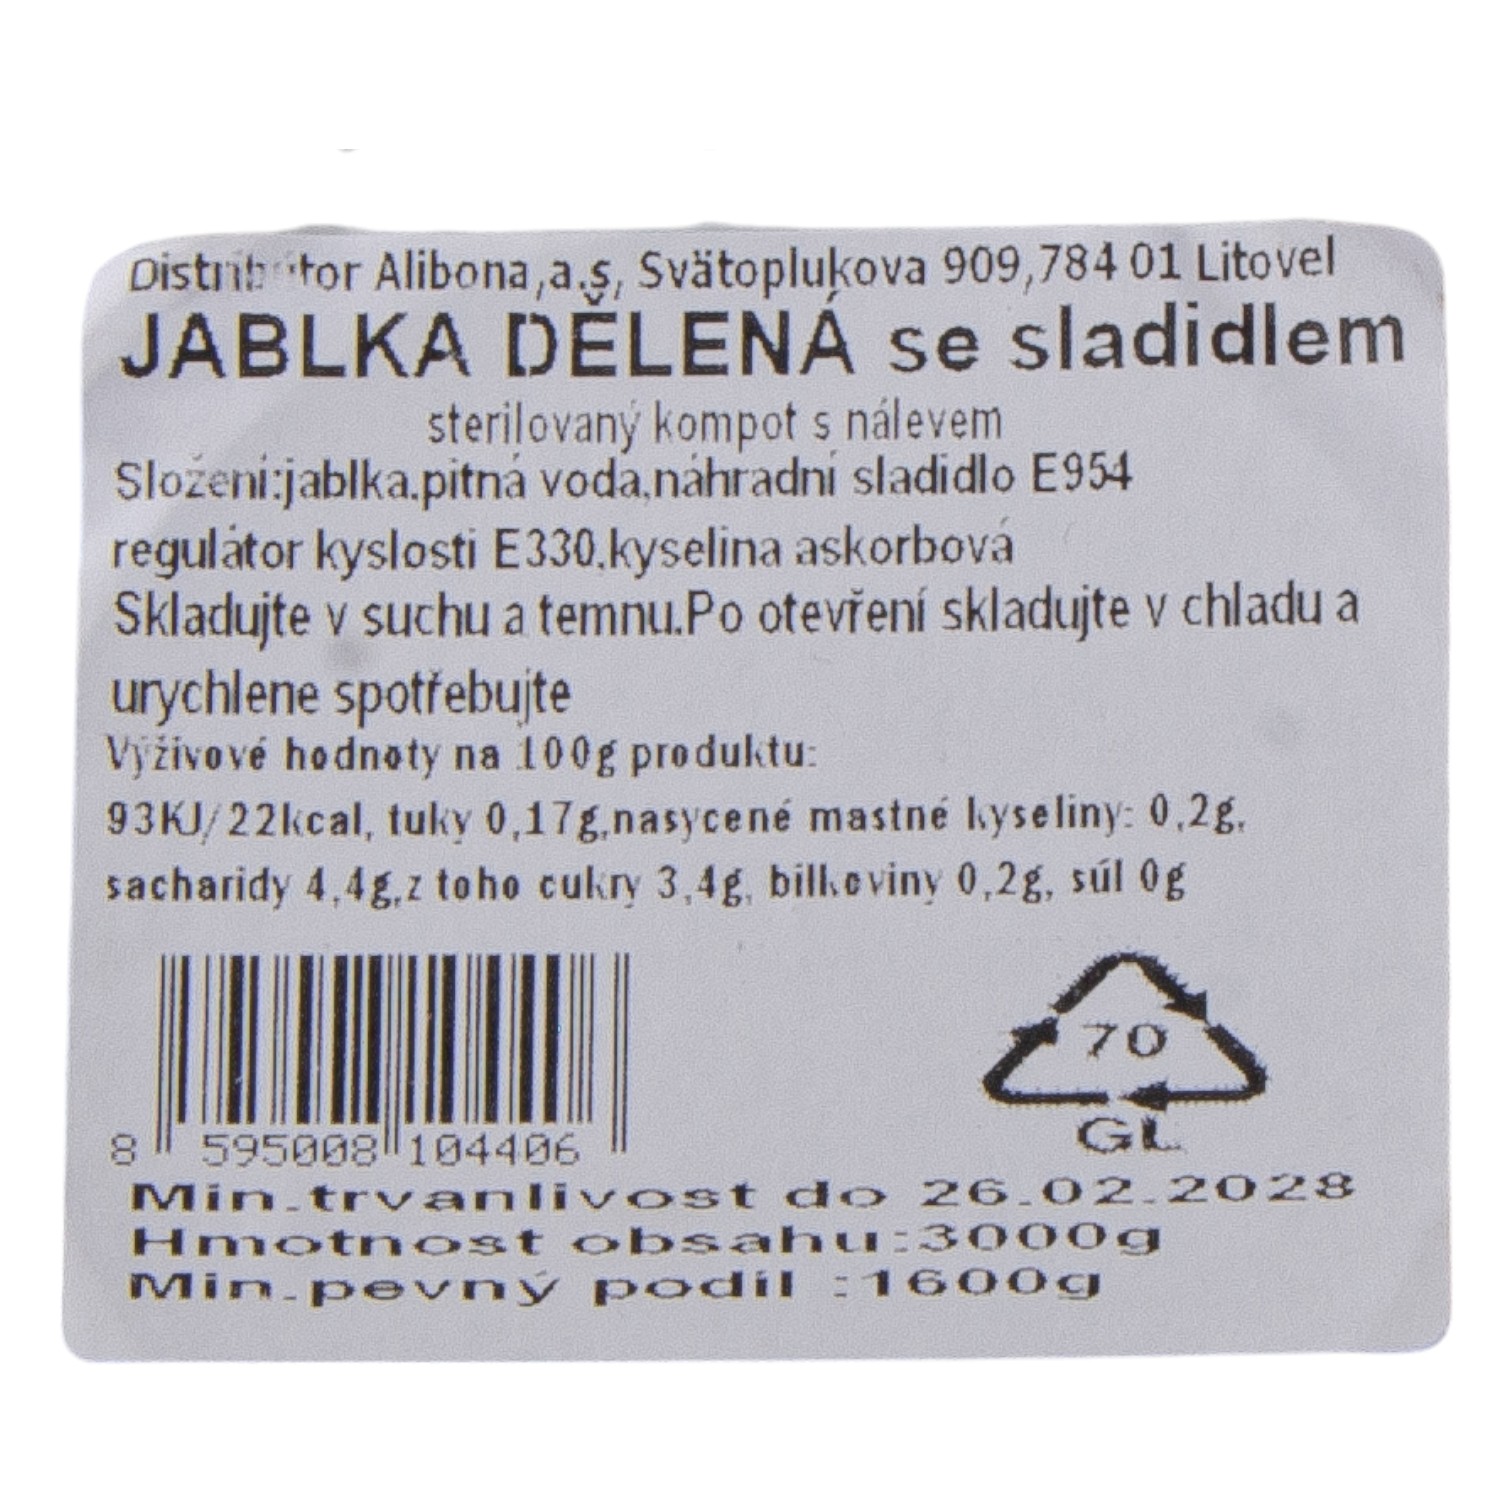 Distributor Alibona,a.s, Svätoplukova 909,784 01 Litovel
JABLKA DĚLENÁ se sladidlem
sterilovaný kompot s nálevem
Složení:jablka,pitná voda,náhradní sladidlo E954
regulátor kyslosti E330,kyselina askorbová
Skladujte v suchu a temnu.Po otevření skladujte v chladu a
urychlene spotřebujte
Výživové hodnoty na 100g produktu:
93KJ/22kcal, tuky 0,17g,nasycené mastné kyseliny: 0,2g,
sacharidy 4,4g,z toho cukry 3,4g, bilkoviny 0,2g, súl 0g
70
GL
8 595008 104406
Min.trvanlivost do 26.02.2028
Hmotnost obsahu:3000g
Min.pevný podíl :1600g